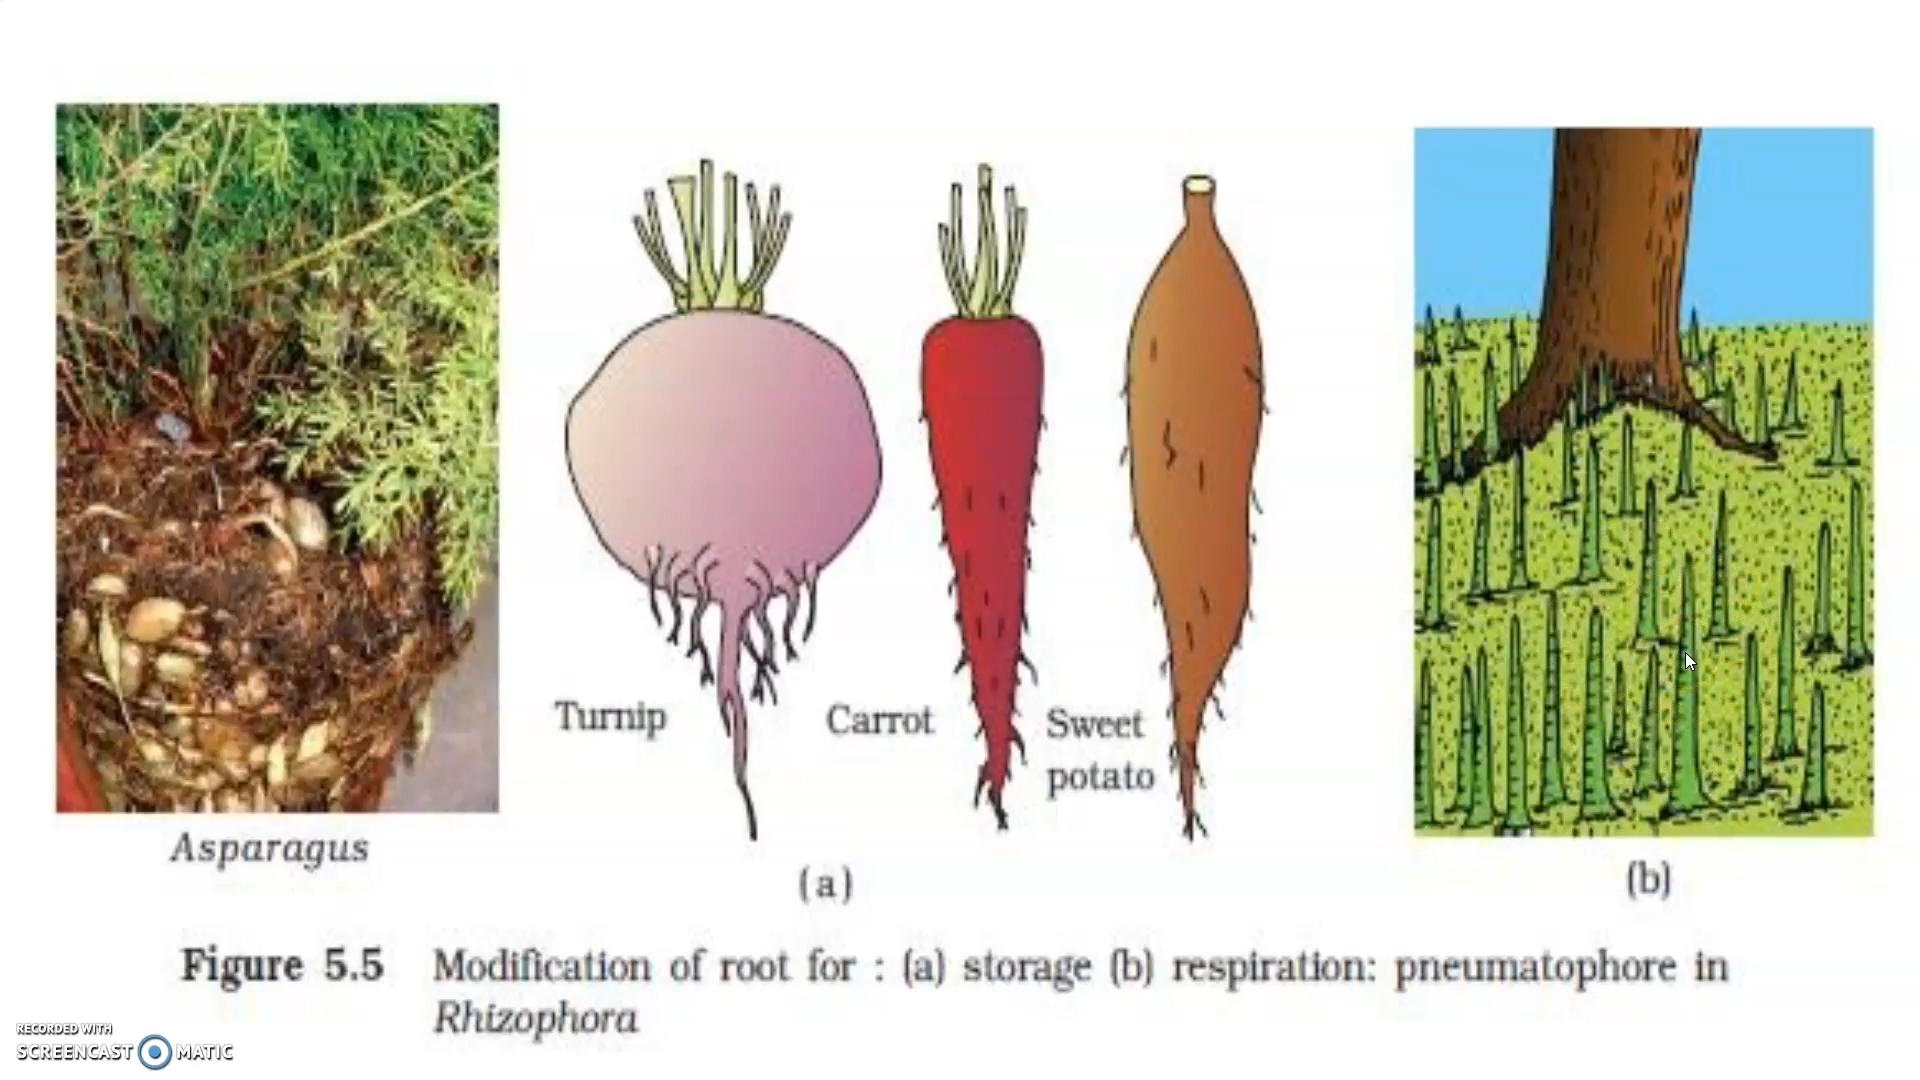 Asparagus
Turnip
Carrot
Sweet
potato
(a)
(b)
Figure 5.5 Modification of root for : (a) storage (b) respiration: pneumatophore in
Rhizophora
RECORDED WITH
SCREENCAST MATIC